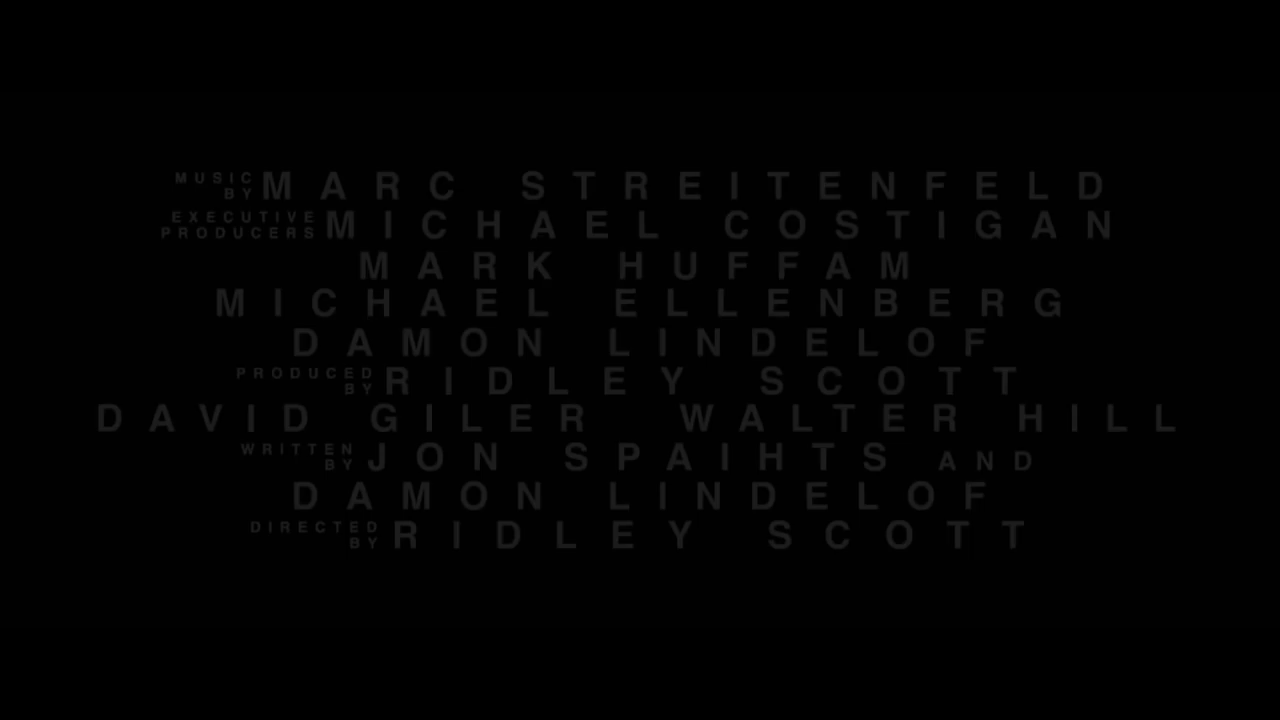 MUSIC BY MARC STREITENFELD
EXECUTIVE PRODUCERS MICHAEL COSTIGAN
MARK HUFFAM
MICHAEL ELLENBERG
DAMON LINDELOF
PRODUCED BY RIDLEY SCOTT
DAVID GILER WALTER HILL
WRITTEN BY JON SPAIHTS AND
DAMON LINDELOF
DIRECTED BY RIDLEY SCOTT